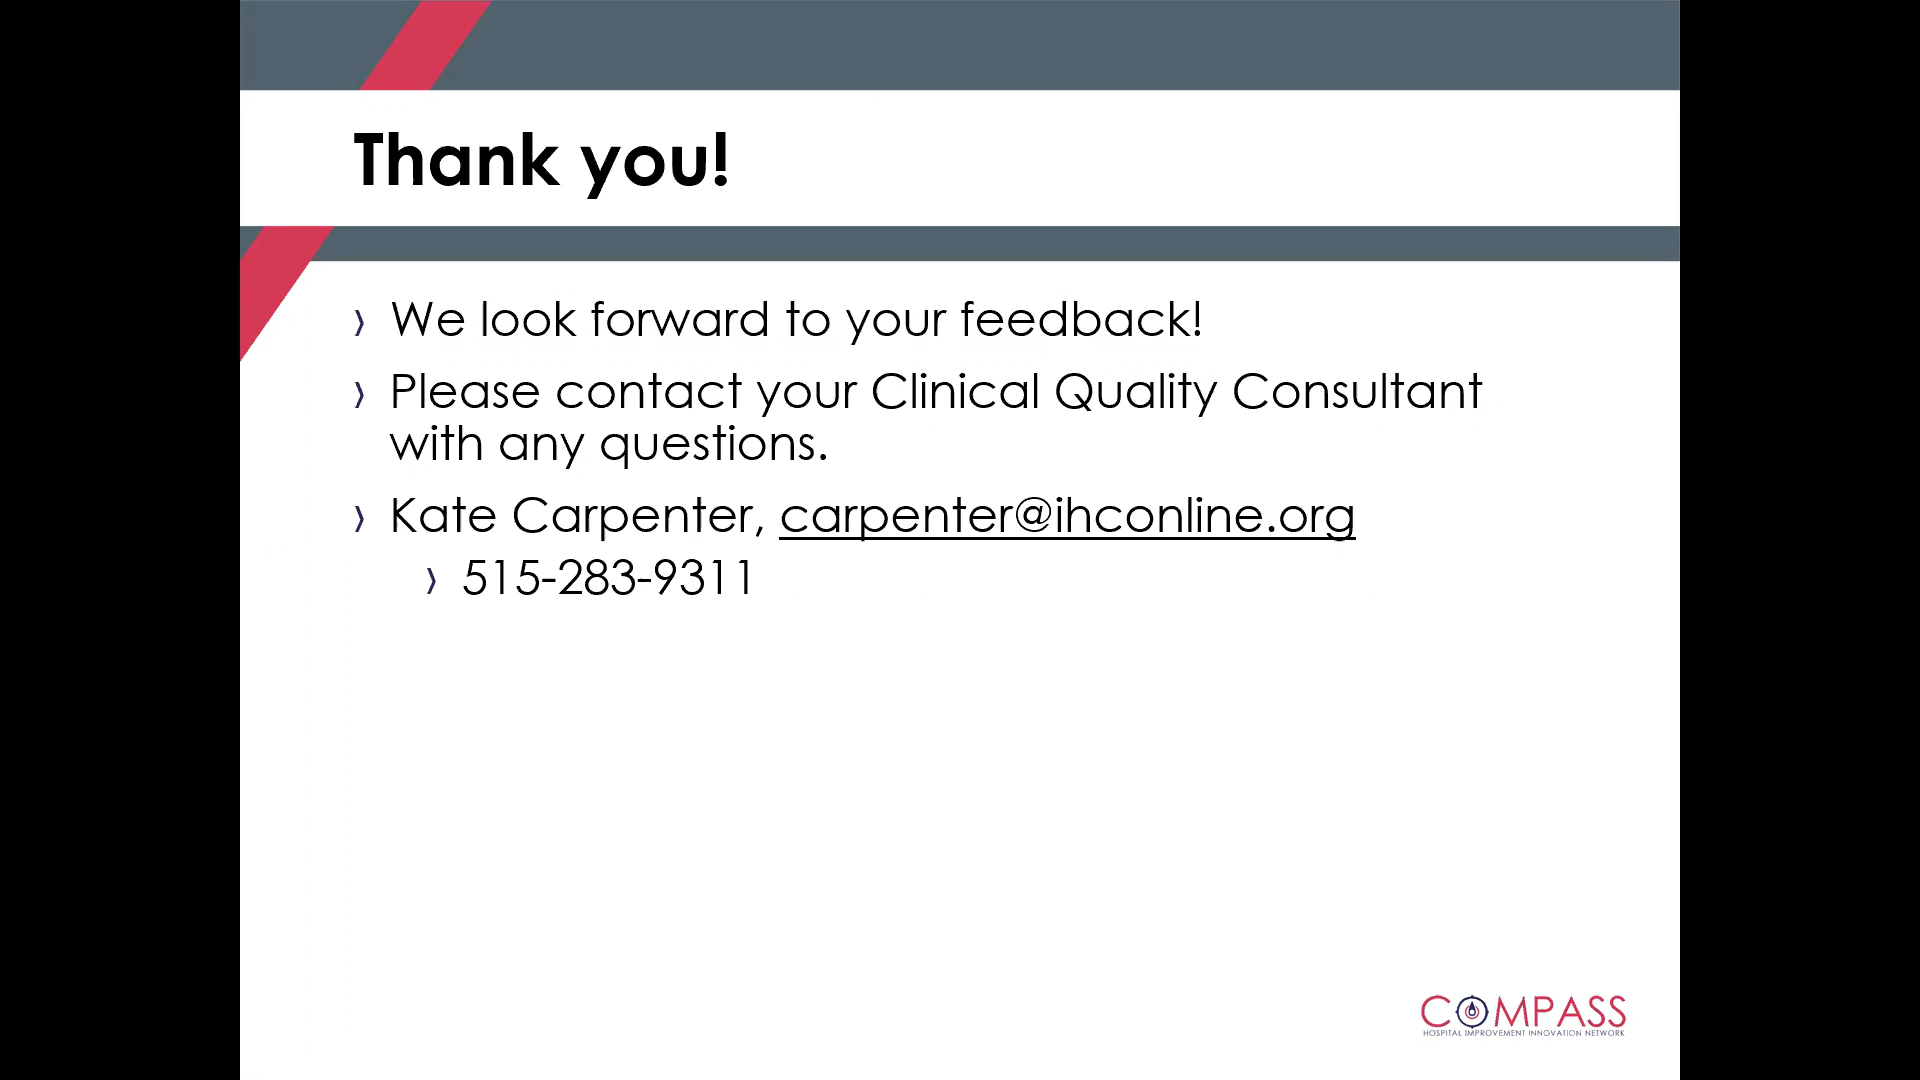 Thank you!
› We look forward to your feedback!
› Please contact your Clinical Quality Consultant
with any questions.
› Kate Carpenter, carpenter@ihconline.org
› 515-283-9311
COMPASS
HOSPITAL IMPROVEMENT INNOVATION NETWORK